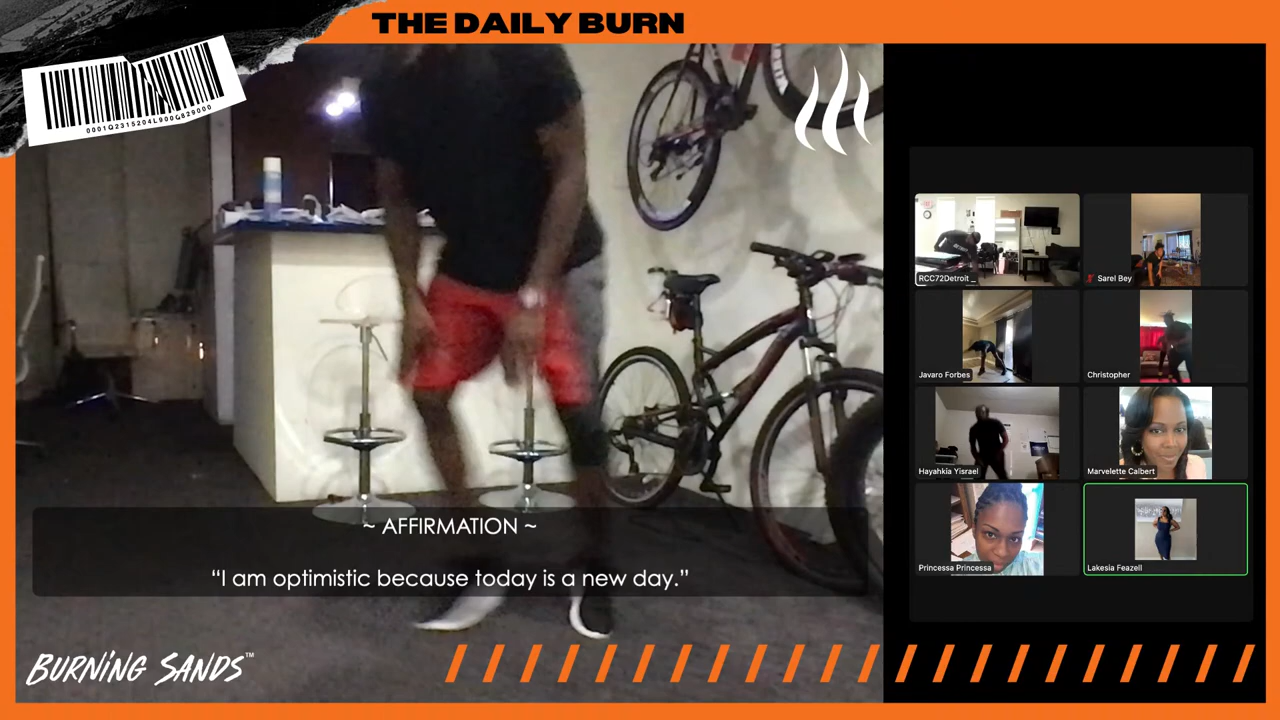 THE DAILY BURN
0001Q2315204L900G829000
RCC72Detroit _
Sarel Bey
Javaro Forbes
Christopher
Hayahkia Yisrael
Marvelette Calbert
Princessa Princessa
Lakesia Feazell
~ AFFIRMATION ~
“I am optimistic because today is a new day.”
BURNiNG SANDS™